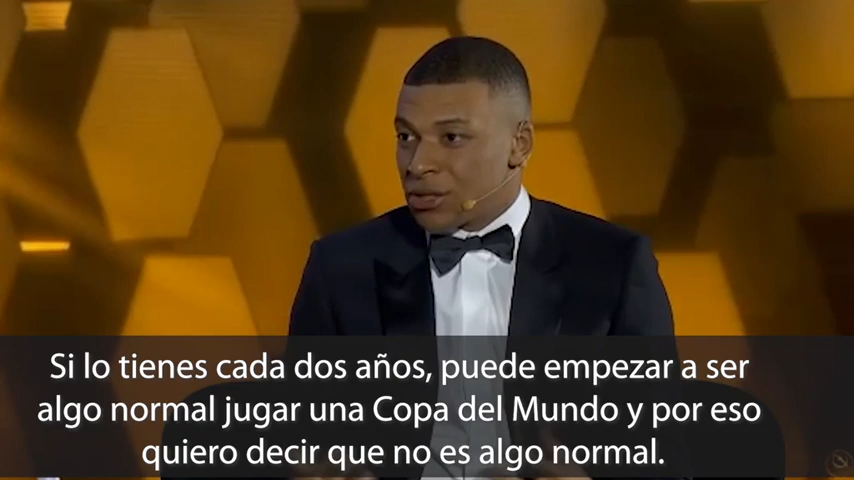 Si lo tienes cada dos años, puede empezar a ser
algo normal jugar una Copa del Mundo y por eso
quiero decir que no es algo normal.